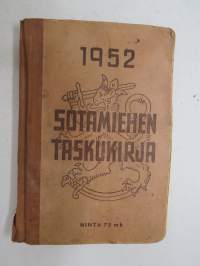 1952
SOTAMIEHEN
TASKUKIRJA
HINTA 75 mk